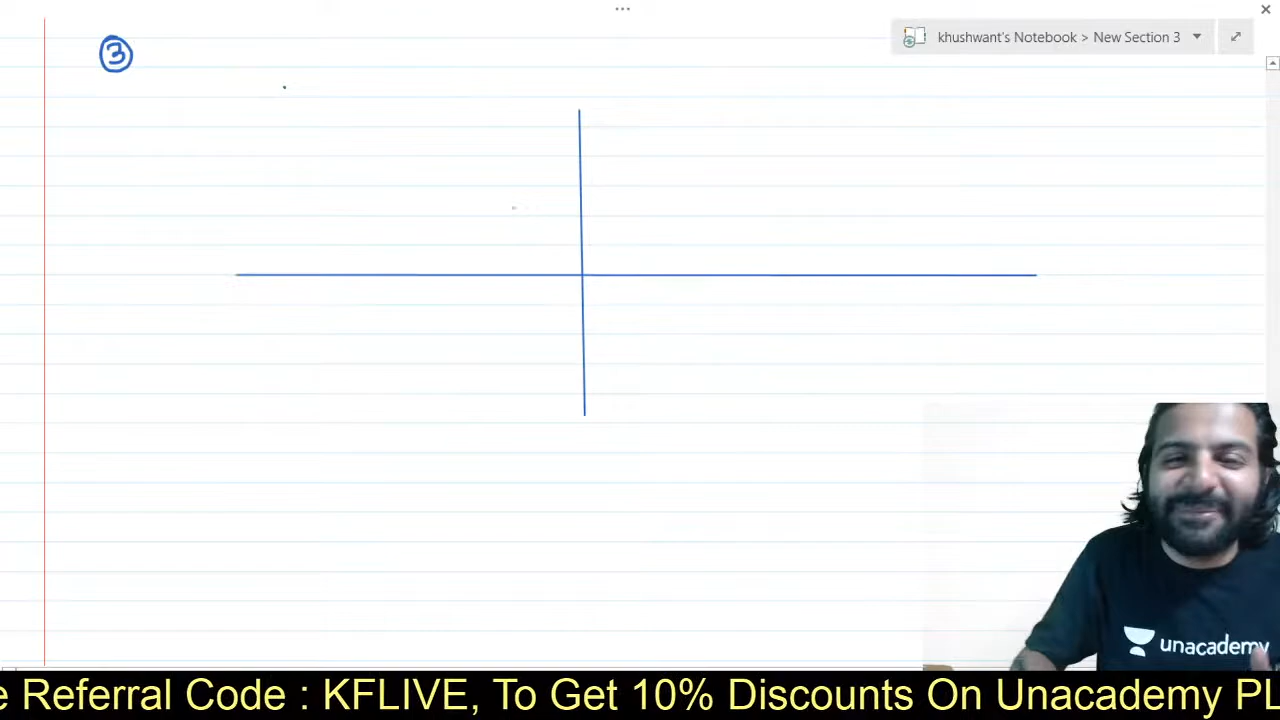 khushwant's Notebook > New Section 3
3
unacademy
e Referral Code : KFLIVE, To Get 10% Discounts On Unacademy PL